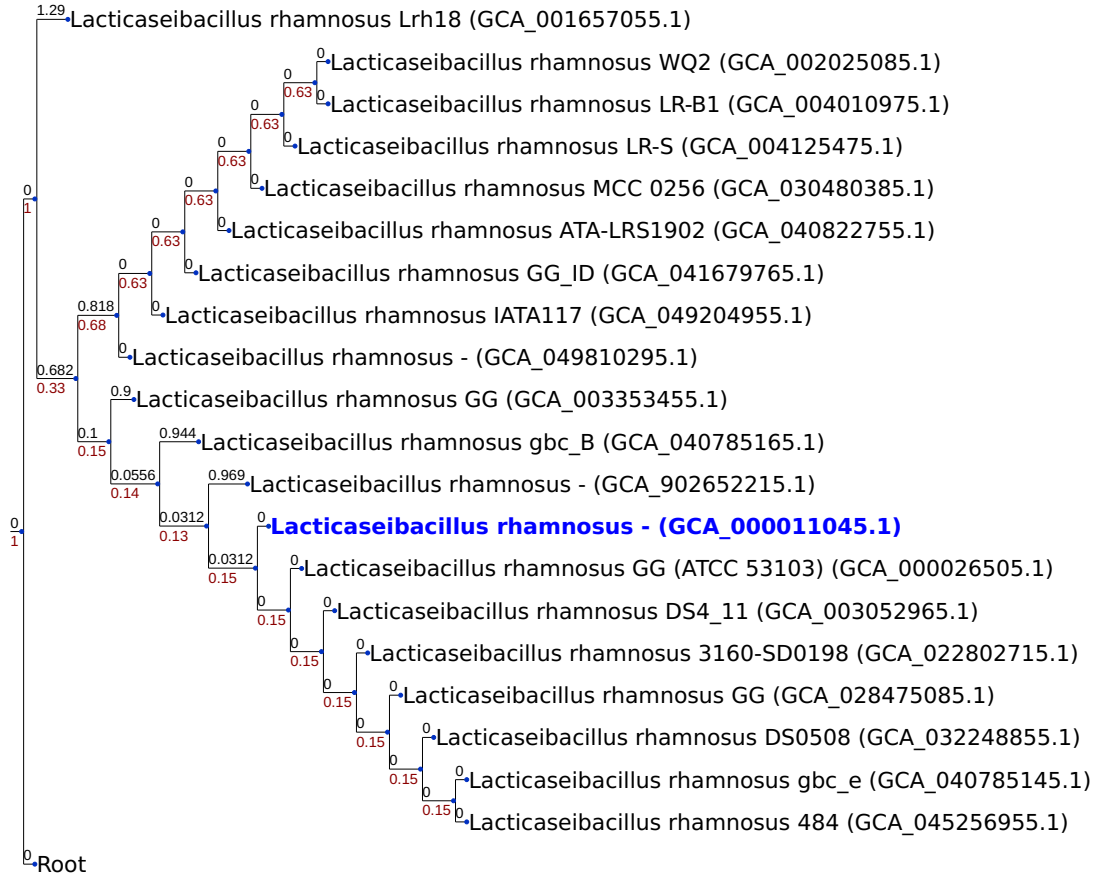 1.29 Lacticaseibacillus rhamnosus Lrh18 (GCA_001657055.1)
0 Lacticaseibacillus rhamnosus WQ2 (GCA_002025085.1)
0
0.63
0 Lacticaseibacillus rhamnosus LR-B1 (GCA_004010975.1)
0
0.63
0 Lacticaseibacillus rhamnosus LR-S (GCA_004125475.1)
0
0.63
0 Lacticaseibacillus rhamnosus MCC 0256 (GCA_030480385.1)
0
1
0
0.63
0 Lacticaseibacillus rhamnosus ATA-LRS1902 (GCA_040822755.1)
0
0.63
0 Lacticaseibacillus rhamnosus GG_ID (GCA_041679765.1)
0
0.63
0 Lacticaseibacillus rhamnosus IATA117 (GCA_049204955.1)
0.818
0.68
0 Lacticaseibacillus rhamnosus - (GCA_049810295.1)
0.682
0.33
0.9 Lacticaseibacillus rhamnosus GG (GCA_003353455.1)
0.1
0.15
0.944 Lacticaseibacillus rhamnosus gbc_B (GCA_040785165.1)
0.0556
0.14
0.969 Lacticaseibacillus rhamnosus - (GCA_902652215.1)
0
1
0.0312
0.13
0 Lacticaseibacillus rhamnosus - (GCA_000011045.1)
0.0312
0.15
0 Lacticaseibacillus rhamnosus GG (ATCC 53103) (GCA_000026505.1)
0
0.15
0 Lacticaseibacillus rhamnosus DS4_11 (GCA_003052965.1)
0
0.15
0 Lacticaseibacillus rhamnosus 3160-SD0198 (GCA_022802715.1)
0
0.15
0 Lacticaseibacillus rhamnosus GG (GCA_028475085.1)
0
0.15
0 Lacticaseibacillus rhamnosus DS0508 (GCA_032248855.1)
0
0.15
0 Lacticaseibacillus rhamnosus gbc_e (GCA_040785145.1)
0
0.15
0 Lacticaseibacillus rhamnosus 484 (GCA_045256955.1)
0 Root